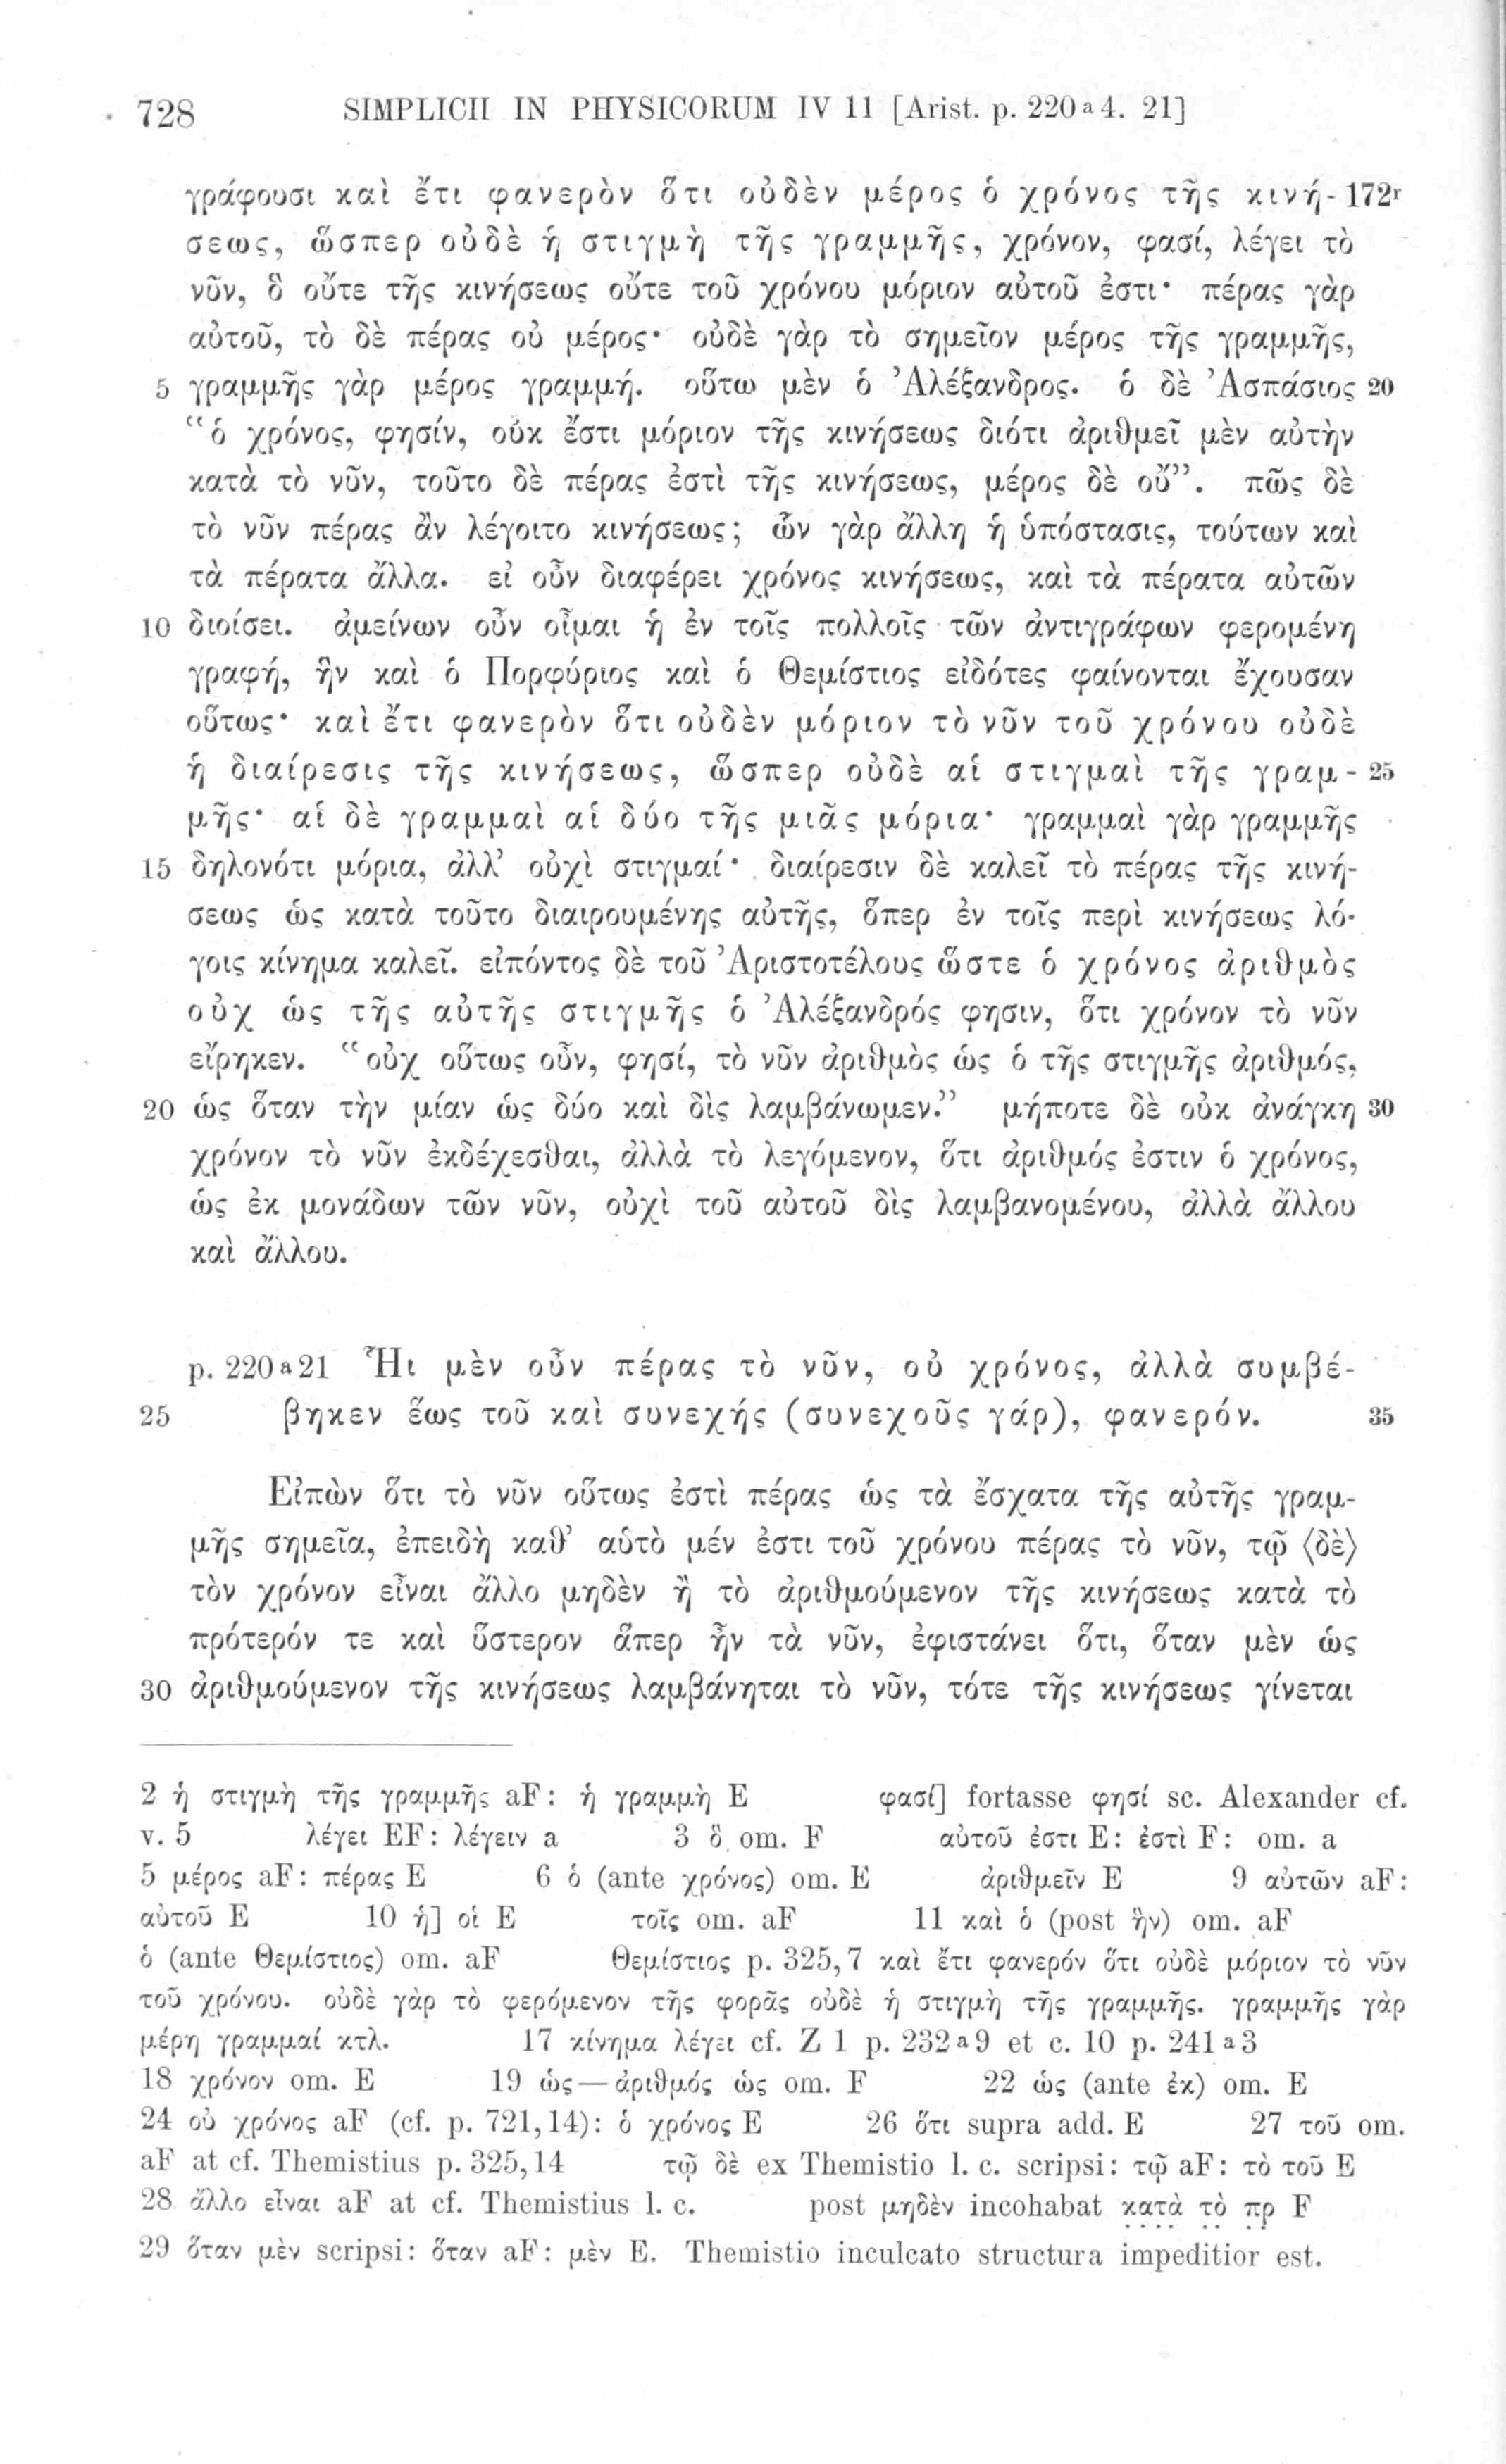 728 SIMPLICII IN PHYSICORUM IV 11 [Arist. p. 220 a 4. 21]
γράφουσι καὶ ἔτι φανερὸν ὅτι οὐδὲν μέρος ὁ χρόνος τῆς κινή- 172r
σεως, ὥσπερ οὐδὲ ἡ στιγμὴ τῆς γραμμῆς, χρόνον, φασί, λέγει τὸ
νῦν, ὃ οὔτε τῆς κινήσεως οὔτε τοῦ χρόνου μόριον αὐτοῦ ἐστι· πέρας γὰρ
αὐτοῦ, τὸ δὲ πέρας οὐ μέρος· οὐδὲ γὰρ τὸ σημεῖον μέρος τῆς γραμμῆς,
5 γραμμῆς γὰρ μέρος γραμμή. οὕτω μὲν ὁ Ἀλέξανδρος. ὁ δὲ Ἀσπάσιος 20
“ὁ χρόνος, φησίν, οὐκ ἔστι μόριον τῆς κινήσεως διότι ἀριθμεῖ μὲν αὐτὴν
κατὰ τὸ νῦν, τοῦτο δὲ πέρας ἐστὶ τῆς κινήσεως, μέρος δὲ οὔ”. πῶς δὲ
τὸ νῦν πέρας ἂν λέγοιτο κινήσεως; ὧν γὰρ ἄλλη ἡ ὑπόστασις, τούτων καὶ
τὰ πέρατα ἄλλα. εἰ οὖν διαφέρει χρόνος κινήσεως, καὶ τὰ πέρατα αὐτῶν
10 διοίσει. ἀμείνων οὖν οἶμαι ἡ ἐν τοῖς πολλοῖς τῶν ἀντιγράφων φερομένη
γραφή, ἣν καὶ ὁ Πορφύριος καὶ ὁ Θεμίστιος εἰδότες φαίνονται ἔχουσαν
οὕτως· καὶ ἔτι φανερὸν ὅτι οὐδὲν μόριον τὸ νῦν τοῦ χρόνου οὐδὲ
ἡ διαίρεσις τῆς κινήσεως, ὥσπερ οὐδὲ αἱ στιγμαὶ τῆς γραμ- 25
μῆς· αἱ δὲ γραμμαὶ αἱ δύο τῆς μιᾶς μόρια· γραμμαὶ γὰρ γραμμῆς
15 δηλονότι μόρια, ἀλλ’ οὐχὶ στιγμαί· διαίρεσιν δὲ καλεῖ τὸ πέρας τῆς κινή-
σεως ὡς κατὰ τοῦτο διαιρουμένης αὐτῆς, ὅπερ ἐν τοῖς περὶ κινήσεως λό-
γοις κίνημα καλεῖ. εἰπόντος δὲ τοῦ Ἀριστοτέλους ὥστε ὁ χρόνος ἀριθμὸς
οὐχ ὡς τῆς αὐτῆς στιγμῆς ὁ Ἀλέξανδρός φησιν, ὅτι χρόνον τὸ νῦν
εἴρηκεν. “οὐχ οὕτως οὖν, φησί, τὸ νῦν ἀριθμὸς ὡς ὁ τῆς στιγμῆς ἀριθμός,
20 ὡς ὅταν τὴν μίαν ὡς δύο καὶ δὶς λαμβάνωμεν.” μήποτε δὲ οὐκ ἀνάγκη 30
χρόνον τὸ νῦν ἐκδέχεσθαι, ἀλλὰ τὸ λεγόμενον, ὅτι ἀριθμός ἐστιν ὁ χρόνος,
ὡς ἐκ μονάδων τῶν νῦν, οὐχὶ τοῦ αὐτοῦ δὶς λαμβανομένου, ἀλλὰ ἄλλου
καὶ ἄλλου.
p. 220 a 21 Ἧι μὲν οὖν πέρας τὸ νῦν, οὐ χρόνος, ἀλλὰ συμβέ-
25 βηκεν ἕως τοῦ καὶ συνεχής (συνεχοῦς γάρ), φανερόν. 35
Εἰπὼν ὅτι τὸ νῦν οὕτως ἐστὶ πέρας ὡς τὰ ἔσχατα τῆς αὐτῆς γραμ-
μῆς σημεῖα, ἐπειδὴ καθ’ αὑτὸ μέν ἐστι τοῦ χρόνου πέρας τὸ νῦν, τῷ ⟨δὲ⟩
τὸν χρόνον εἶναι ἄλλο μηδὲν ἢ τὸ ἀριθμούμενον τῆς κινήσεως κατὰ τὸ
πρότερόν τε καὶ ὕστερον ἅπερ ἦν τὰ νῦν, ἐφιστάνει ὅτι, ὅταν μὲν ὡς
30 ἀριθμούμενον τῆς κινήσεως λαμβάνηται τὸ νῦν, τότε τῆς κινήσεως γίνεται
2 ἡ στιγμὴ τῆς γραμμῆς aF: ἡ γραμμὴ E φασί] fortasse φησί sc. Alexander cf.
v. 5 λέγει EF: λέγειν a 3 ὃ om. F αὐτοῦ ἐστι E: ἐστὶ F: om. a
5 μέρος aF: πέρας E 6 ὁ (ante χρόνος) om. E ἀριθμεῖν E 9 αὐτῶν aF:
αὐτοῦ E 10 ἡ] οἱ E τοῖς om. aF 11 καὶ ὁ (post ἣν) om. aF
ὁ (ante Θεμίστιος) om. aF Θεμίστιος p. 325,7 καὶ ἔτι φανερόν ὅτι οὐδὲ μόριον τὸ νῦν
τοῦ χρόνου. οὐδὲ γὰρ τὸ φερόμενον τῆς φορᾶς οὐδὲ ἡ στιγμὴ τῆς γραμμῆς. γραμμῆς γὰρ
μέρη γραμμαί κτλ. 17 κίνημα λέγει cf. Z 1 p. 232 a 9 et c. 10 p. 241 a 3
18 χρόνον om. E 19 ὡς — ἀριθμός ὡς om. F 22 ὡς (ante ἐκ) om. E
24 οὐ χρόνος aF (cf. p. 721,14): ὁ χρόνος E 26 ὅτι supra add. E 27 τοῦ om.
aF at cf. Themistius p. 325,14 τῷ δὲ ex Themistio l. c. scripsi: τῷ aF: τὸ τοῦ E
28 ἄλλο εἶναι aF at cf. Themistius l. c. post μηδὲν incohabat κατὰ τὸ πρ F
29 ὅταν μὲν scripsi: ὅταν aF: μὲν E. Themistio inculcato structura impeditior est.